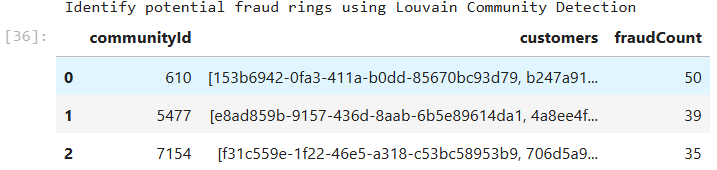 Identify potential fraud rings using Louvain Community Detection
[36]: communityId customers fraudCount
0 610 [153b6942-0fa3-411a-b0dd-85670bc93d79, b247a91... 50
1 5477 [e8ad859b-9157-436d-8aab-6b5e89614da1, 4a8ee4f... 39
2 7154 [f31c559e-1f22-46e5-a318-c53bc58953b9, 706d5a9... 35